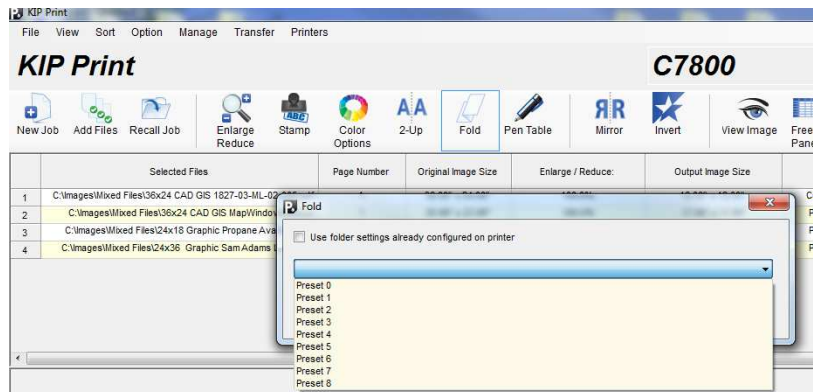 KIP Print
File View Sort Option Manage Transfer Printers
KIP Print C7800
New Job Add Files Recall Job Enlarge Reduce Stamp Color Options 2-Up Fold Pen Table Mirror Invert View Image Free Pane
Selected Files Page Number Original Image Size Enlarge / Reduce: Output Image Size
1 C:\Images\Mixed Files\36x24 CAD GIS 1827-03-ML-02
2 C:\Images\Mixed Files\36x24 CAD GIS MapWindow
3 C:\Images\Mixed Files\24x18 Graphic Propane Ava
4 C:\Images\Mixed Files\24x36 Graphic Sam Adams
Fold
Use folder settings already configured on printer
Preset 0
Preset 1
Preset 2
Preset 3
Preset 4
Preset 5
Preset 6
Preset 7
Preset 8